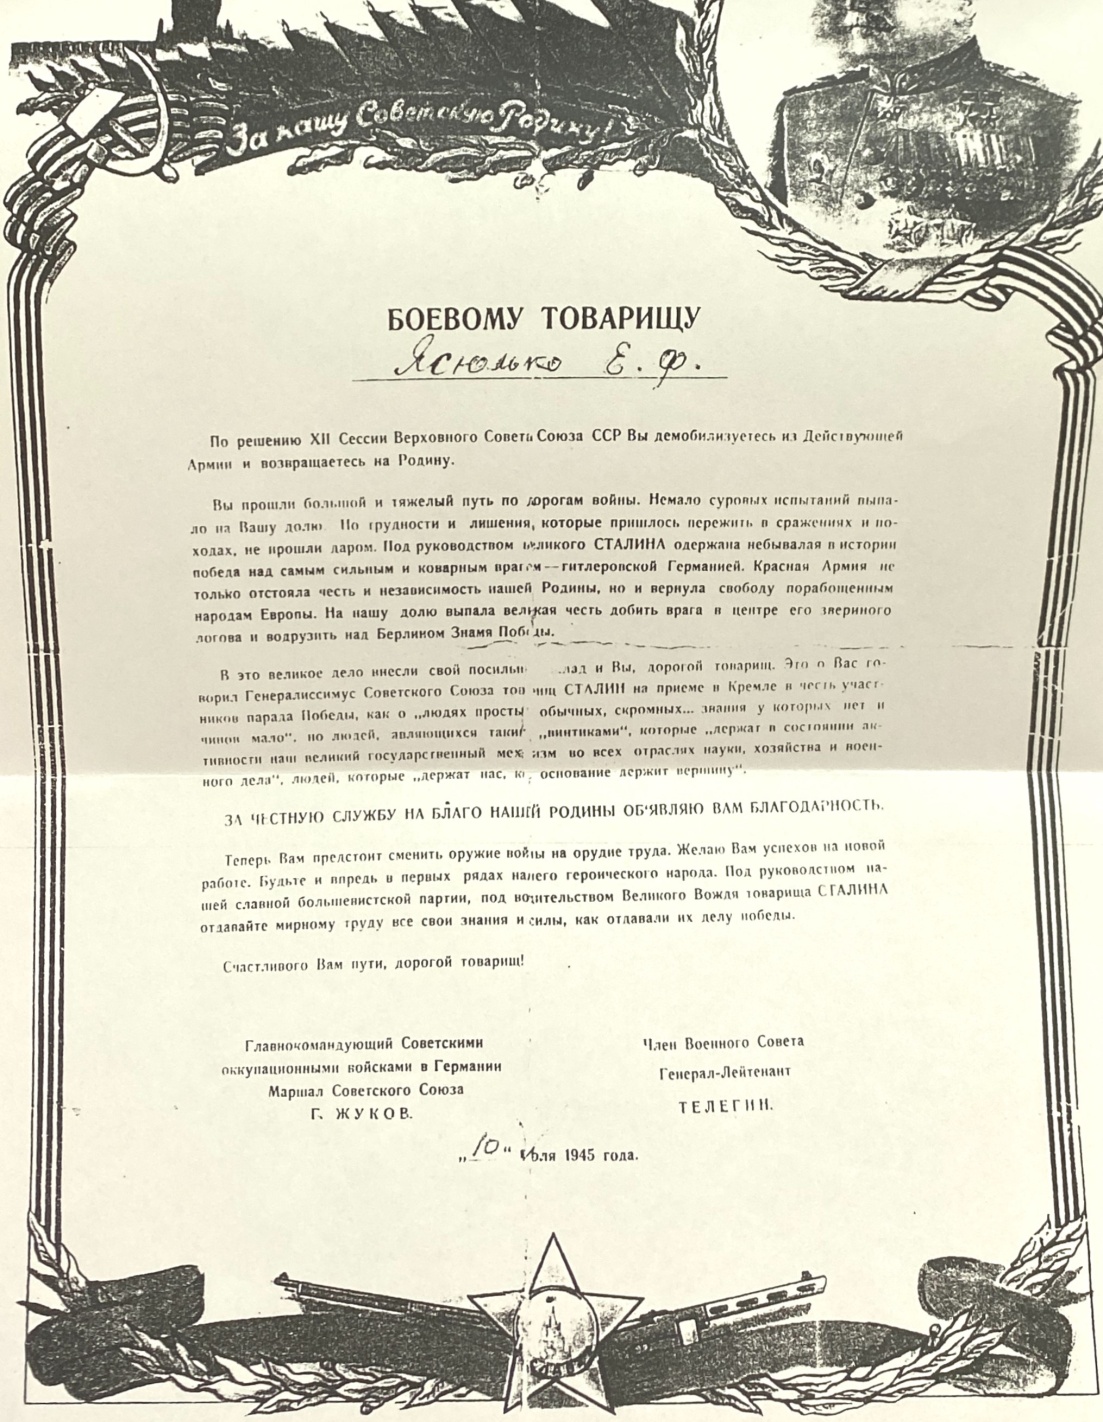 За нашу Советскую Родину!
БОЕВОМУ ТОВАРИЩУ
Ясюлько Е. Ф.
По решению XII Сессии Верховного Совета Союза ССР Вы демобилизуетесь из Действующей
Армии и возвращаетесь на Родину.
Вы прошли большой и тяжелый путь по дорогам войны. Немало суровых испытаний выпа-
ло на Вашу долю Но трудности и лишения, которые пришлось пережить в сражениях и по-
ходах, не прошли даром. Под руководством великого СТАЛИНА одержана небывалая в истории
победа над самым сильным и коварным врагом—гитлеровской Германией. Красная Армия не
только отстояла честь и независимость нашей Родины, но и вернула свободу порабощенным
народам Европы. На нашу долю выпала великая честь добить врага в центре его звериного
логова и водрузить над Берлином Знамя Победы.
В это великое дело внесли свой посильн лад и Вы, дорогой товарищ. Это о Вас го-
ворил Генералиссимус Советского Союза тов ищ СТАЛИН на приеме в Кремле в честь участ-
ников парада Победы, как о „людях просты обычных, скромных... звания у которых нет и
чинов мало“, но людей, являющихся таки „винтиками“, которые „держат в состоянии ак-
тивности наш великий государственный мех изм во всех отраслях науки, хозяйства и воен-
ного дела“, людей, которые „держат нас, к основание держит вершину“.
ЗА ЧЕСТНУЮ СЛУЖБУ НА БЛАГО НАШЕЙ РОДИНЫ ОБ'ЯВЛЯЮ ВАМ БЛАГОДАРНОСТЬ.
Теперь Вам предстоит сменить оружие войны на орудие труда. Желаю Вам успехов на новой
работе. Будьте и впредь в первых рядах нашего героического народа. Под руководством на-
шей славной большевистской партии, под водительством Великого Вождя товарища СТАЛИНА
отдавайте мирному труду все свои знания и силы, как отдавали их делу победы.
Счастливого Вам пути, дорогой товарищ!
Главнокомандующий Советскими
оккупационными войсками в Германии
Маршал Советского Союза
Г. ЖУКОВ.
Член Военного Совета
Генерал-Лейтенант
ТЕЛЕГИН.
„10“ Июля 1945 года.